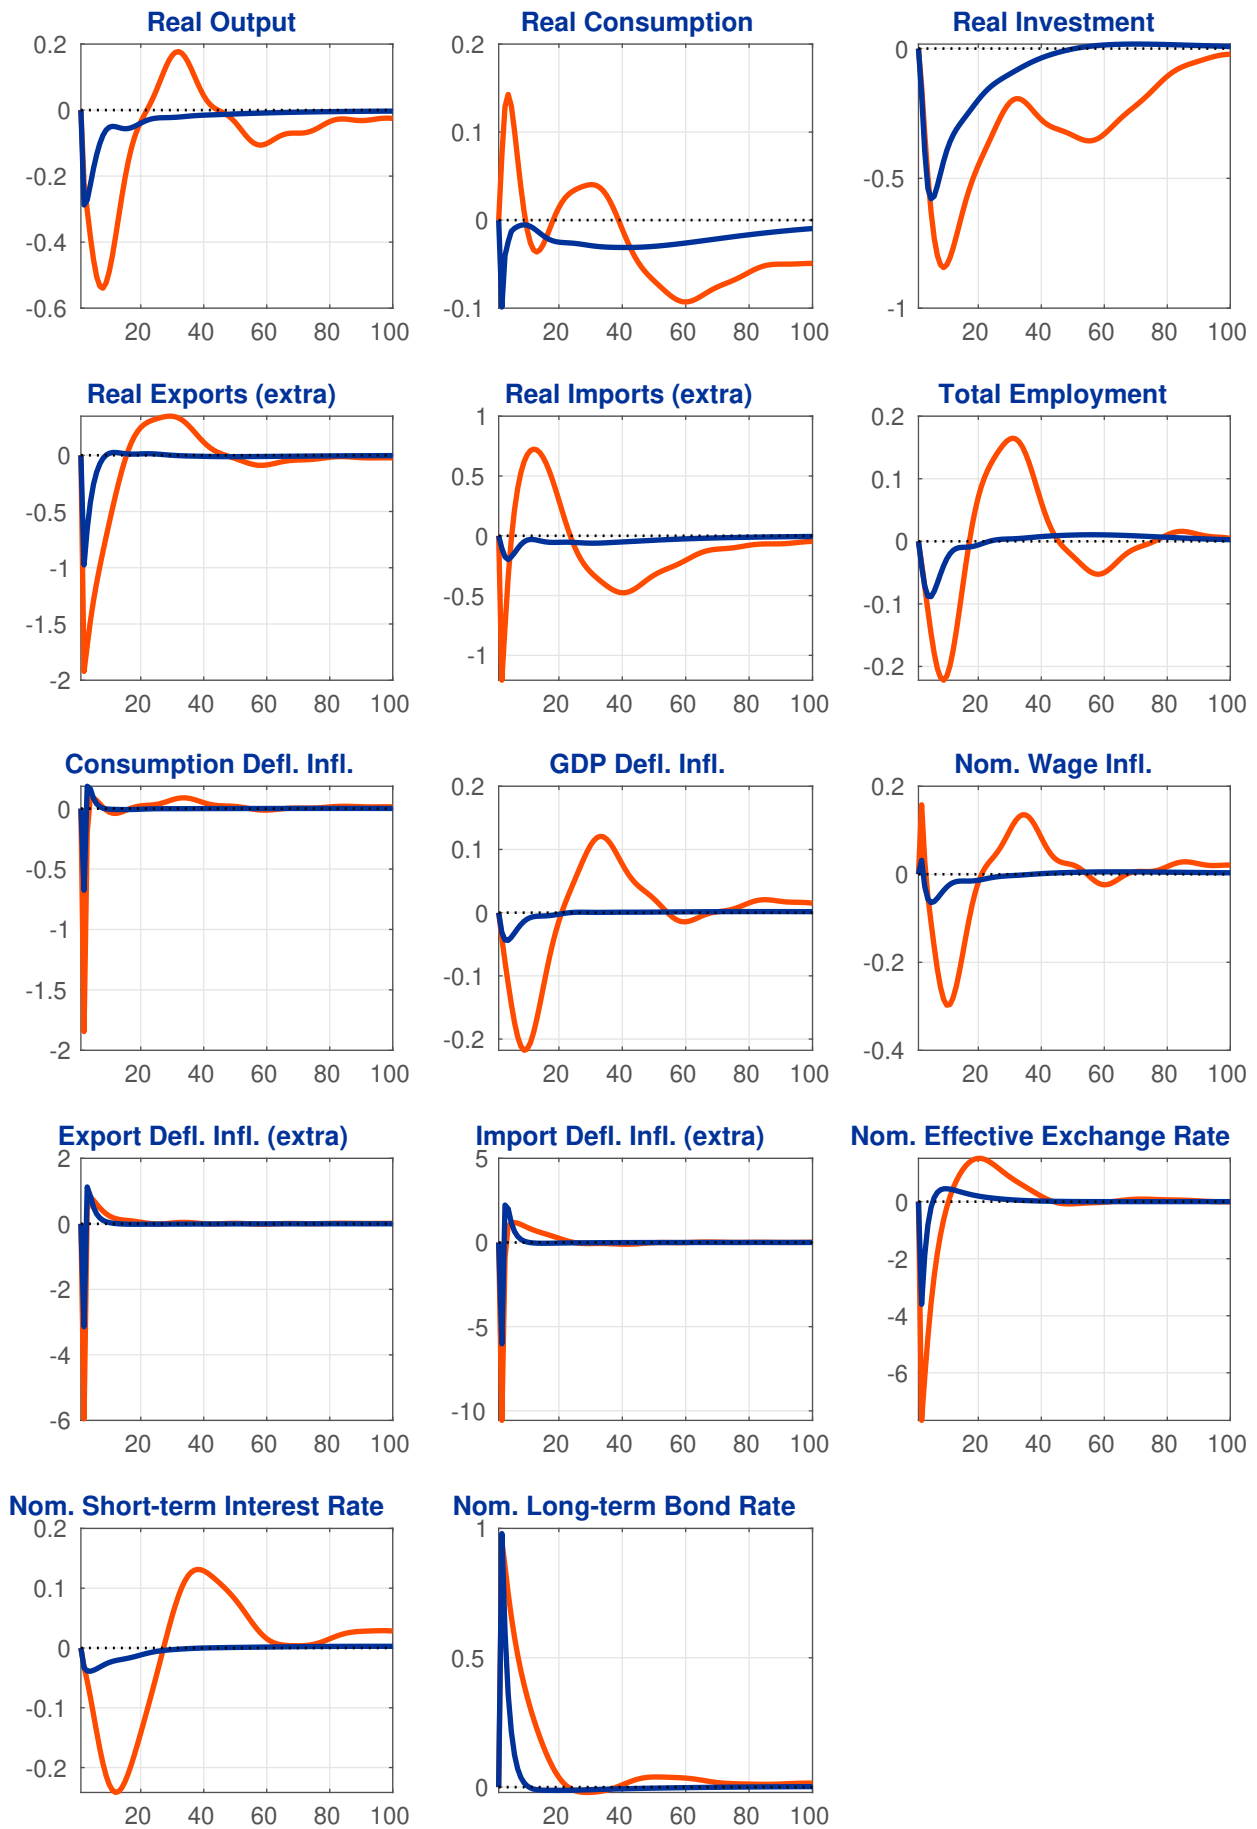 Real Output
0.2
0
-0.2
-0.4
-0.6
20 40 60 80 100
Real Consumption
0.2
0.1
0
-0.1
20 40 60 80 100
Real Investment
0
-0.5
-1
20 40 60 80 100
Real Exports (extra)
0
-0.5
-1
-1.5
-2
20 40 60 80 100
Real Imports (extra)
1
0.5
0
-0.5
-1
20 40 60 80 100
Total Employment
0.2
0.1
0
-0.1
-0.2
20 40 60 80 100
Consumption Defl. Infl.
0
-0.5
-1
-1.5
-2
20 40 60 80 100
GDP Defl. Infl.
0.2
0.1
0
-0.1
-0.2
20 40 60 80 100
Nom. Wage Infl.
0.2
0
-0.2
-0.4
20 40 60 80 100
Export Defl. Infl. (extra)
2
0
-2
-4
-6
20 40 60 80 100
Import Defl. Infl. (extra)
5
0
-5
-10
20 40 60 80 100
Nom. Effective Exchange Rate
0
-2
-4
-6
20 40 60 80 100
Nom. Short-term Interest Rate
0.2
0.1
0
-0.1
-0.2
20 40 60 80 100
Nom. Long-term Bond Rate
1
0.5
0
20 40 60 80 100